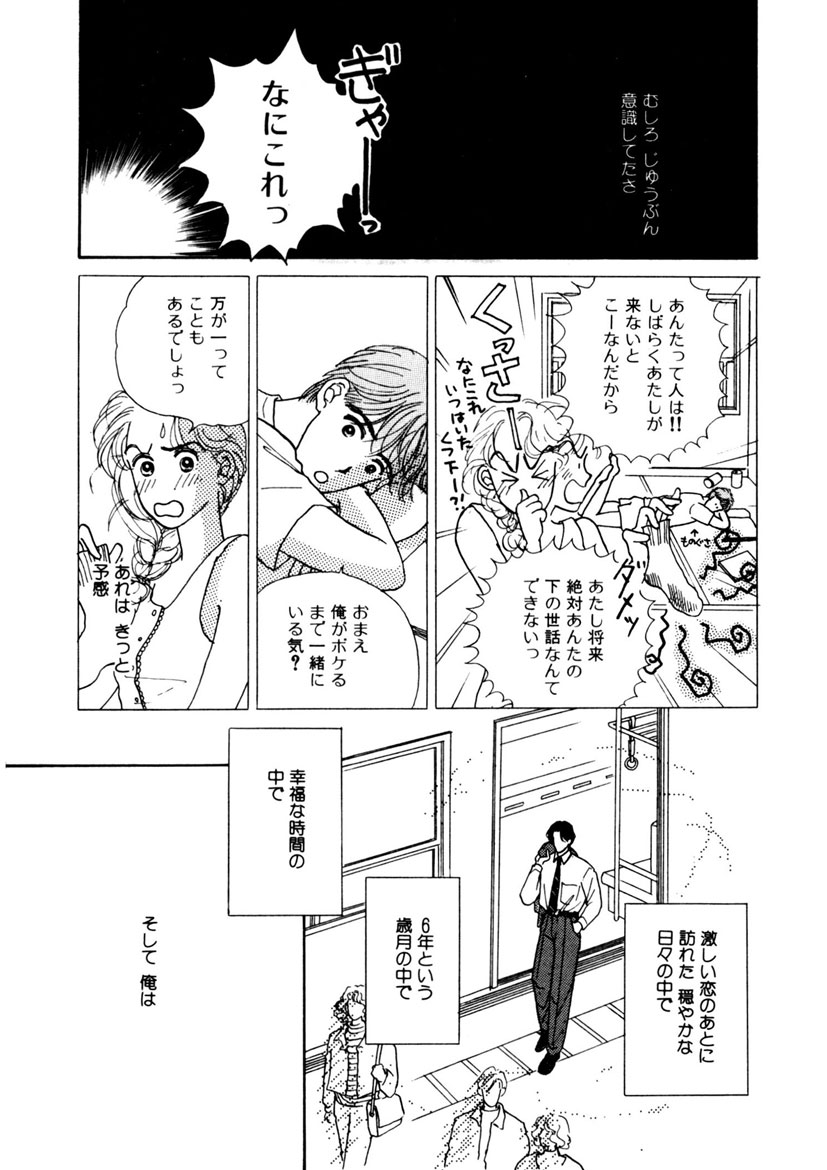 むしろ じゅうぶん
意識してたさ
ぎゃーーっ
なにこれっ
あんたって人は!!
しばらくあたしが
来ないと
こーなんだから
くっさー
なにこれ
いつはいた
くつ下ー?!
↑ものぐさ
ダメッ
あたし将来
絶対あんたの
下の世話なんて
できないっ
おまえ
俺がボケる
まで一緒に
いる気?
万が一って
ことも
あるでしょっ
あれは きっと
予感
激しい恋のあとに
訪れた 穏やかな
日々の中で
6年という
歳月の中で
幸福な時間の
中で
そして 俺は